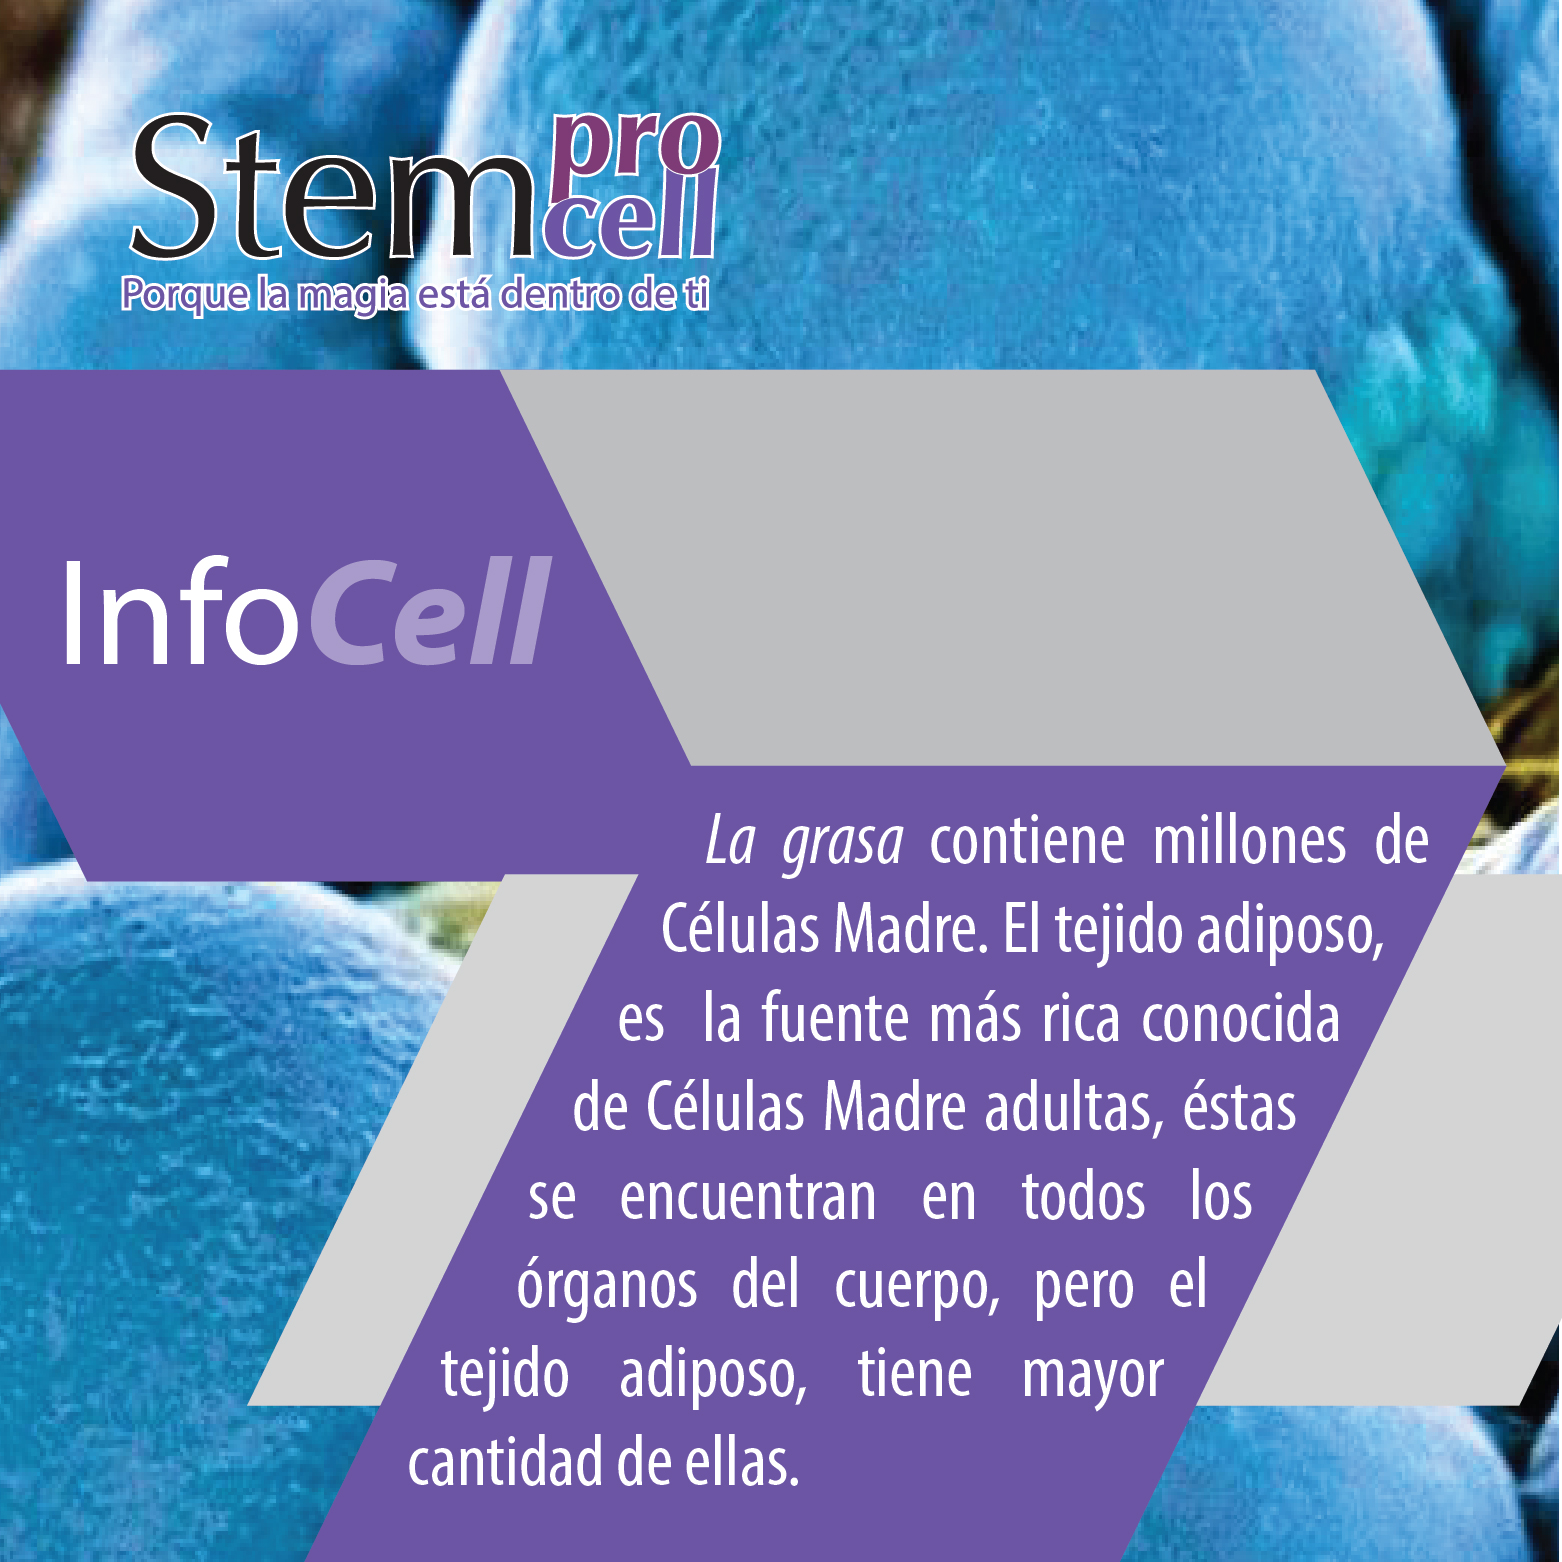 Stem pro
cell
Porque la magia está dentro de ti
InfoCell
La grasa contiene millones de
Células Madre. El tejido adiposo,
es la fuente más rica conocida
de Células Madre adultas, éstas
se encuentran en todos los
órganos del cuerpo, pero el
tejido adiposo, tiene mayor
cantidad de ellas.